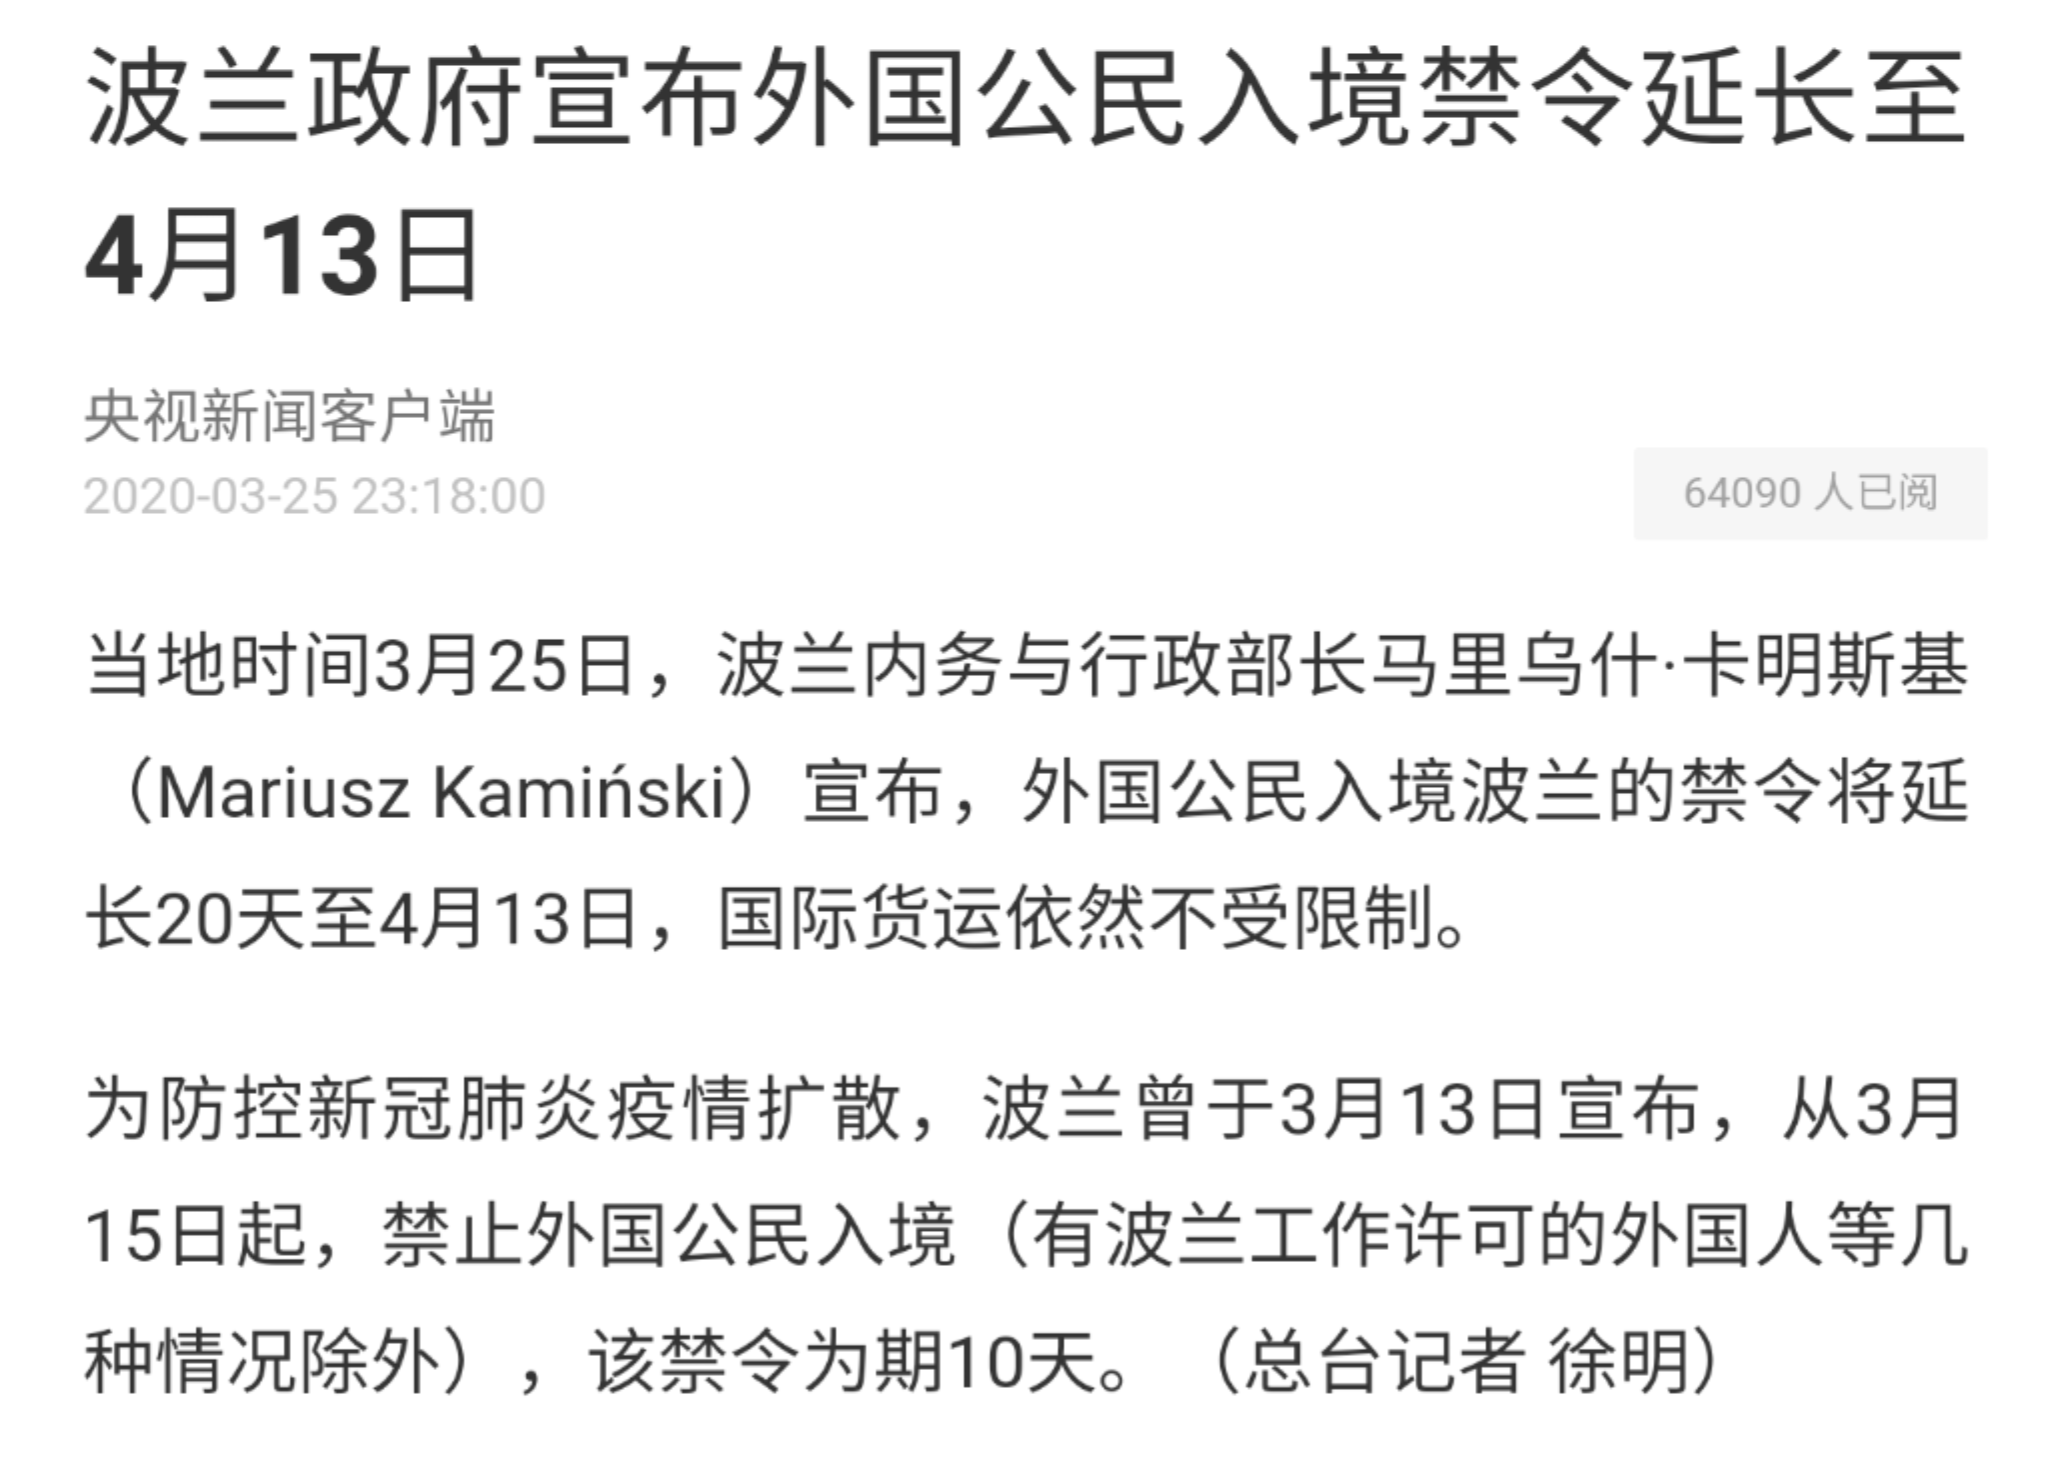 波兰政府宣布外国公民入境禁令延长至
4月13日
央视新闻客户端
2020-03-25 23:18:00
64090 人已阅
当地时间3月25日，波兰内务与行政部长马里乌什·卡明斯基
（Mariusz Kamiński）宣布，外国公民入境波兰的禁令将延
长20天至4月13日，国际货运依然不受限制。
为防控新冠肺炎疫情扩散，波兰曾于3月13日宣布，从3月
15日起，禁止外国公民入境（有波兰工作许可的外国人等几
种情况除外），该禁令为期10天。（总台记者 徐明）